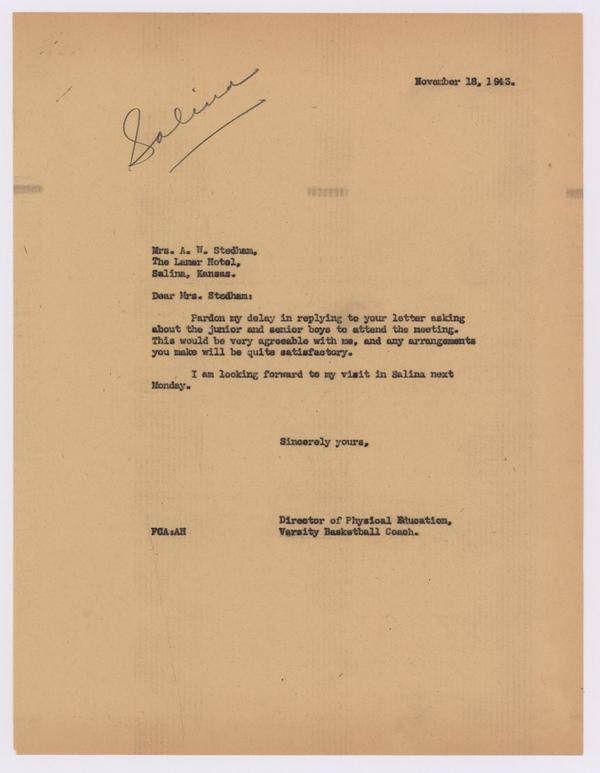 November 18, 1943.
Salina
Mrs. A. W. Stedham,
The Lamer Hotel,
Salina, Kansas.
Dear Mrs. Stedham:
Pardon my delay in replying to your letter asking
about the junior and senior boys to attend the meeting.
This would be very agreeable with me, and any arrangements
you make will be quite satisfactory.
I am looking forward to my visit in Salina next
Monday.
Sincerely yours,
Director of Physical Education,
FCA:AH Varsity Basketball Coach.